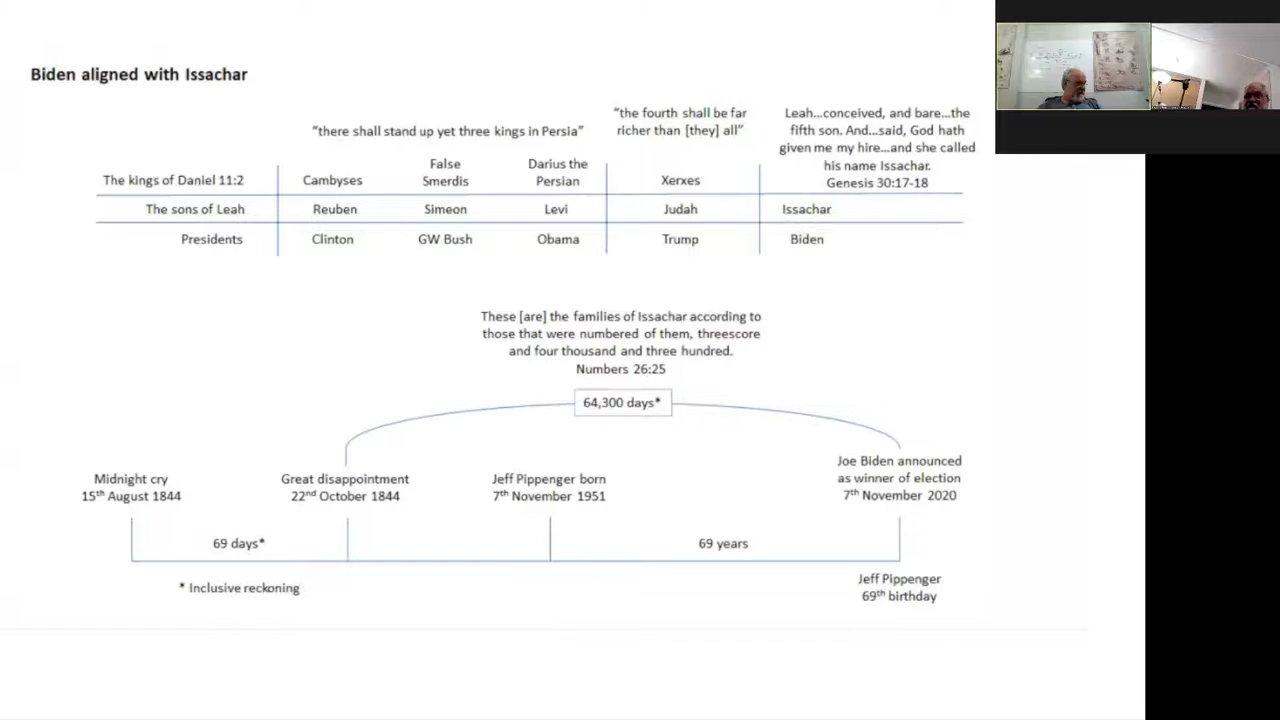 Biden aligned with Issachar
"there shall stand up yet three kings in Persia"
"the fourth shall be far
richer than [they] all"
Leah...conceived, and bare...the
fifth son. And...said, God hath
given me my hire...and she called
his name Issachar.
Genesis 30:17-18
The kings of Daniel 11:2
Cambyses
False
Smerdis
Darius the
Persian
Xerxes
The sons of Leah
Reuben
Simeon
Levi
Judah
Issachar
Presidents
Clinton
GW Bush
Obama
Trump
Biden
These [are] the families of Issachar according to
those that were numbered of them, threescore
and four thousand and three hundred.
Numbers 26:25
64,300 days*
Midnight cry
15th August 1844
Great disappointment
22nd October 1844
Jeff Pippenger born
7th November 1951
Joe Biden announced
as winner of election
7th November 2020
69 days*
69 years
* Inclusive reckoning
Jeff Pippenger
69th birthday